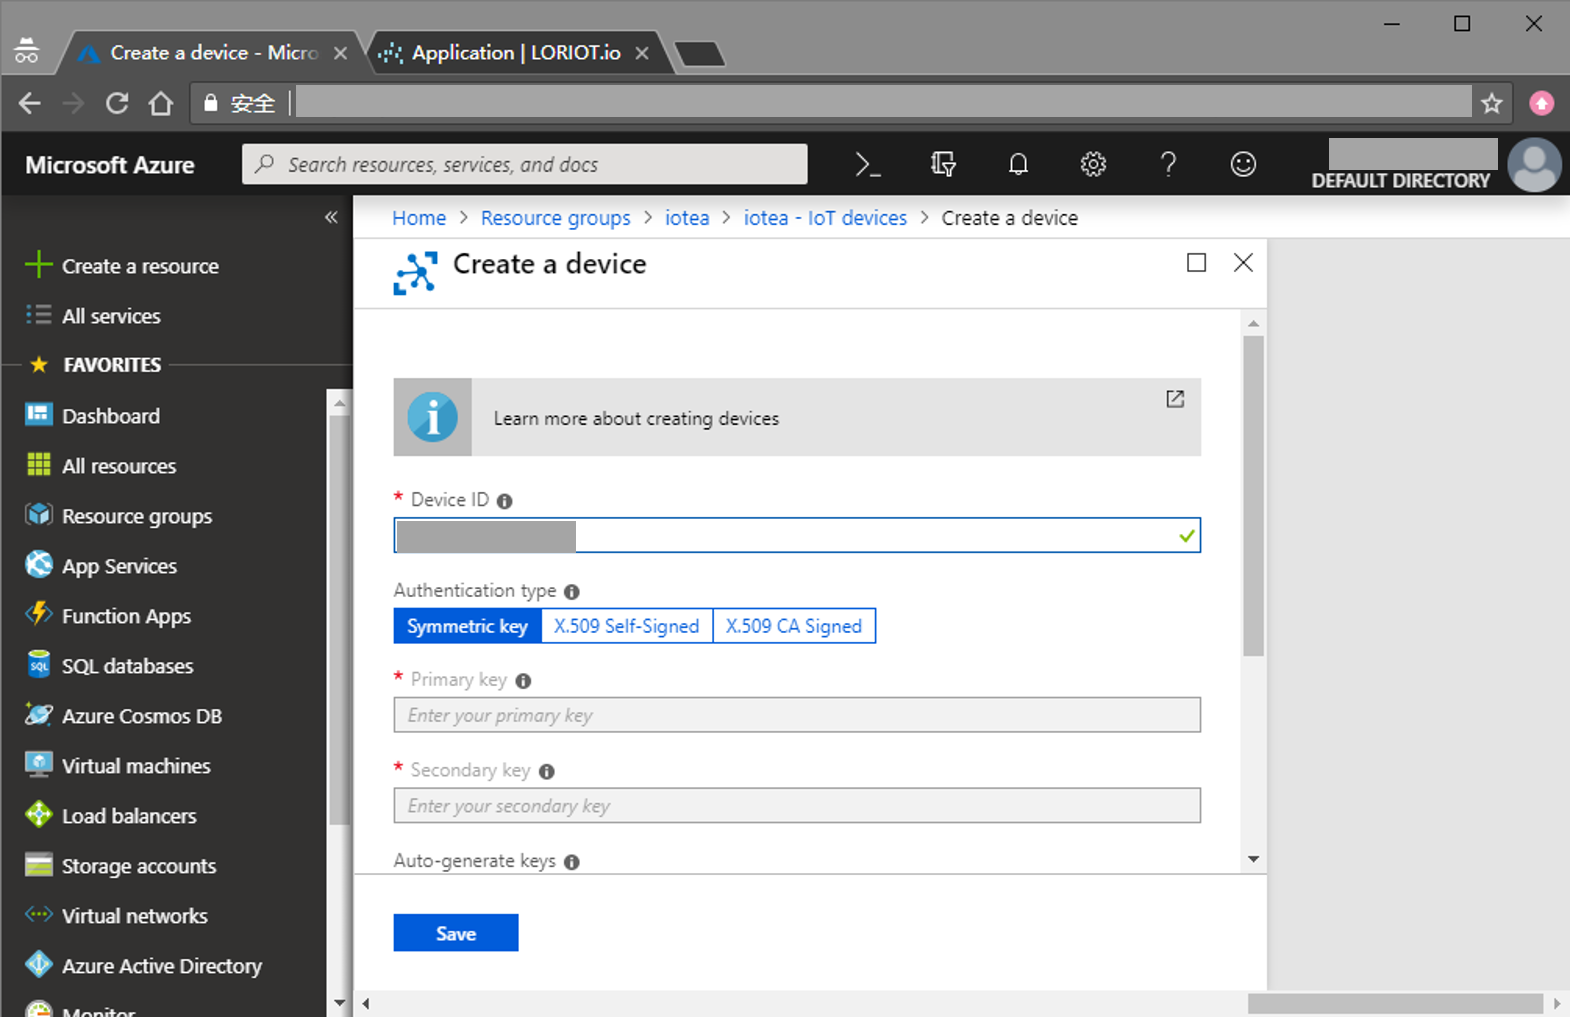 Create a device - Micro
Application | LORIOT.io
安全
Microsoft Azure
Search resources, services, and docs
DEFAULT DIRECTORY
Home > Resource groups > iotea > iotea - IoT devices > Create a device
Create a resource
All services
FAVORITES
Dashboard
All resources
Resource groups
App Services
Function Apps
SQL databases
Azure Cosmos DB
Virtual machines
Load balancers
Storage accounts
Virtual networks
Azure Active Directory
Monitor
Create a device
Learn more about creating devices
* Device ID
Authentication type
Symmetric key X.509 Self-Signed X.509 CA Signed
* Primary key
Enter your primary key
* Secondary key
Enter your secondary key
Auto-generate keys
Save